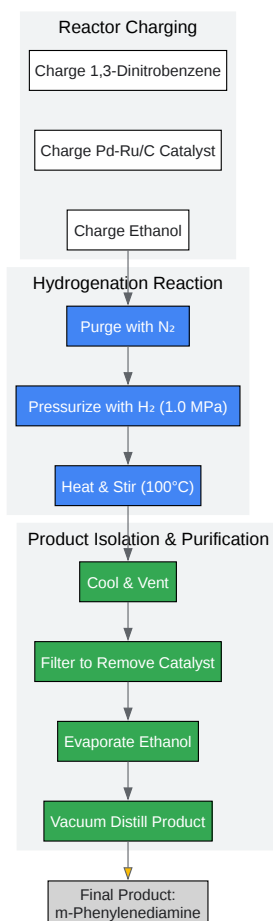 Reactor Charging
Charge 1,3-Dinitrobenzene
Charge Pd-Ru/C Catalyst
Charge Ethanol
Hydrogenation Reaction
Purge with N₂
Pressurize with H₂ (1.0 MPa)
Heat & Stir (100°C)
Product Isolation & Purification
Cool & Vent
Filter to Remove Catalyst
Evaporate Ethanol
Vacuum Distill Product
Final Product:
m-Phenylenediamine